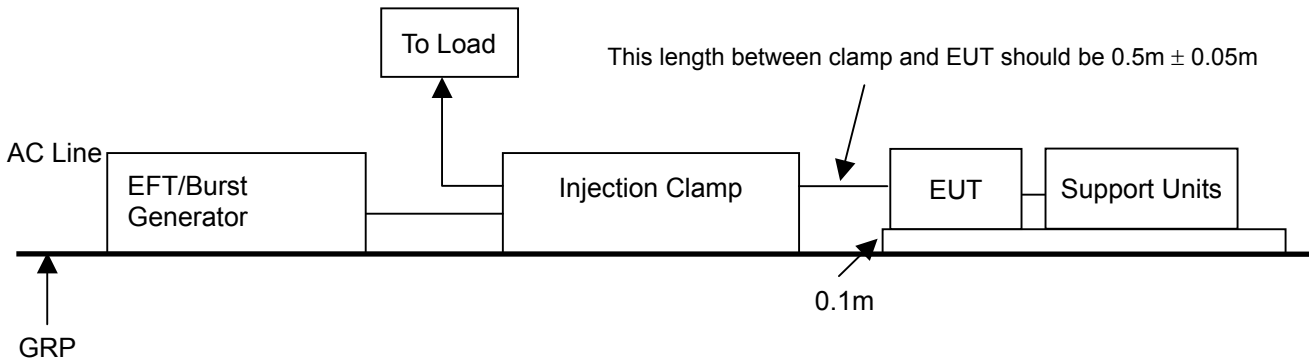 To Load
This length between clamp and EUT should be 0.5m ± 0.05m
AC Line
EFT/Burst
Generator
Injection Clamp
EUT
Support Units
0.1m
GRP